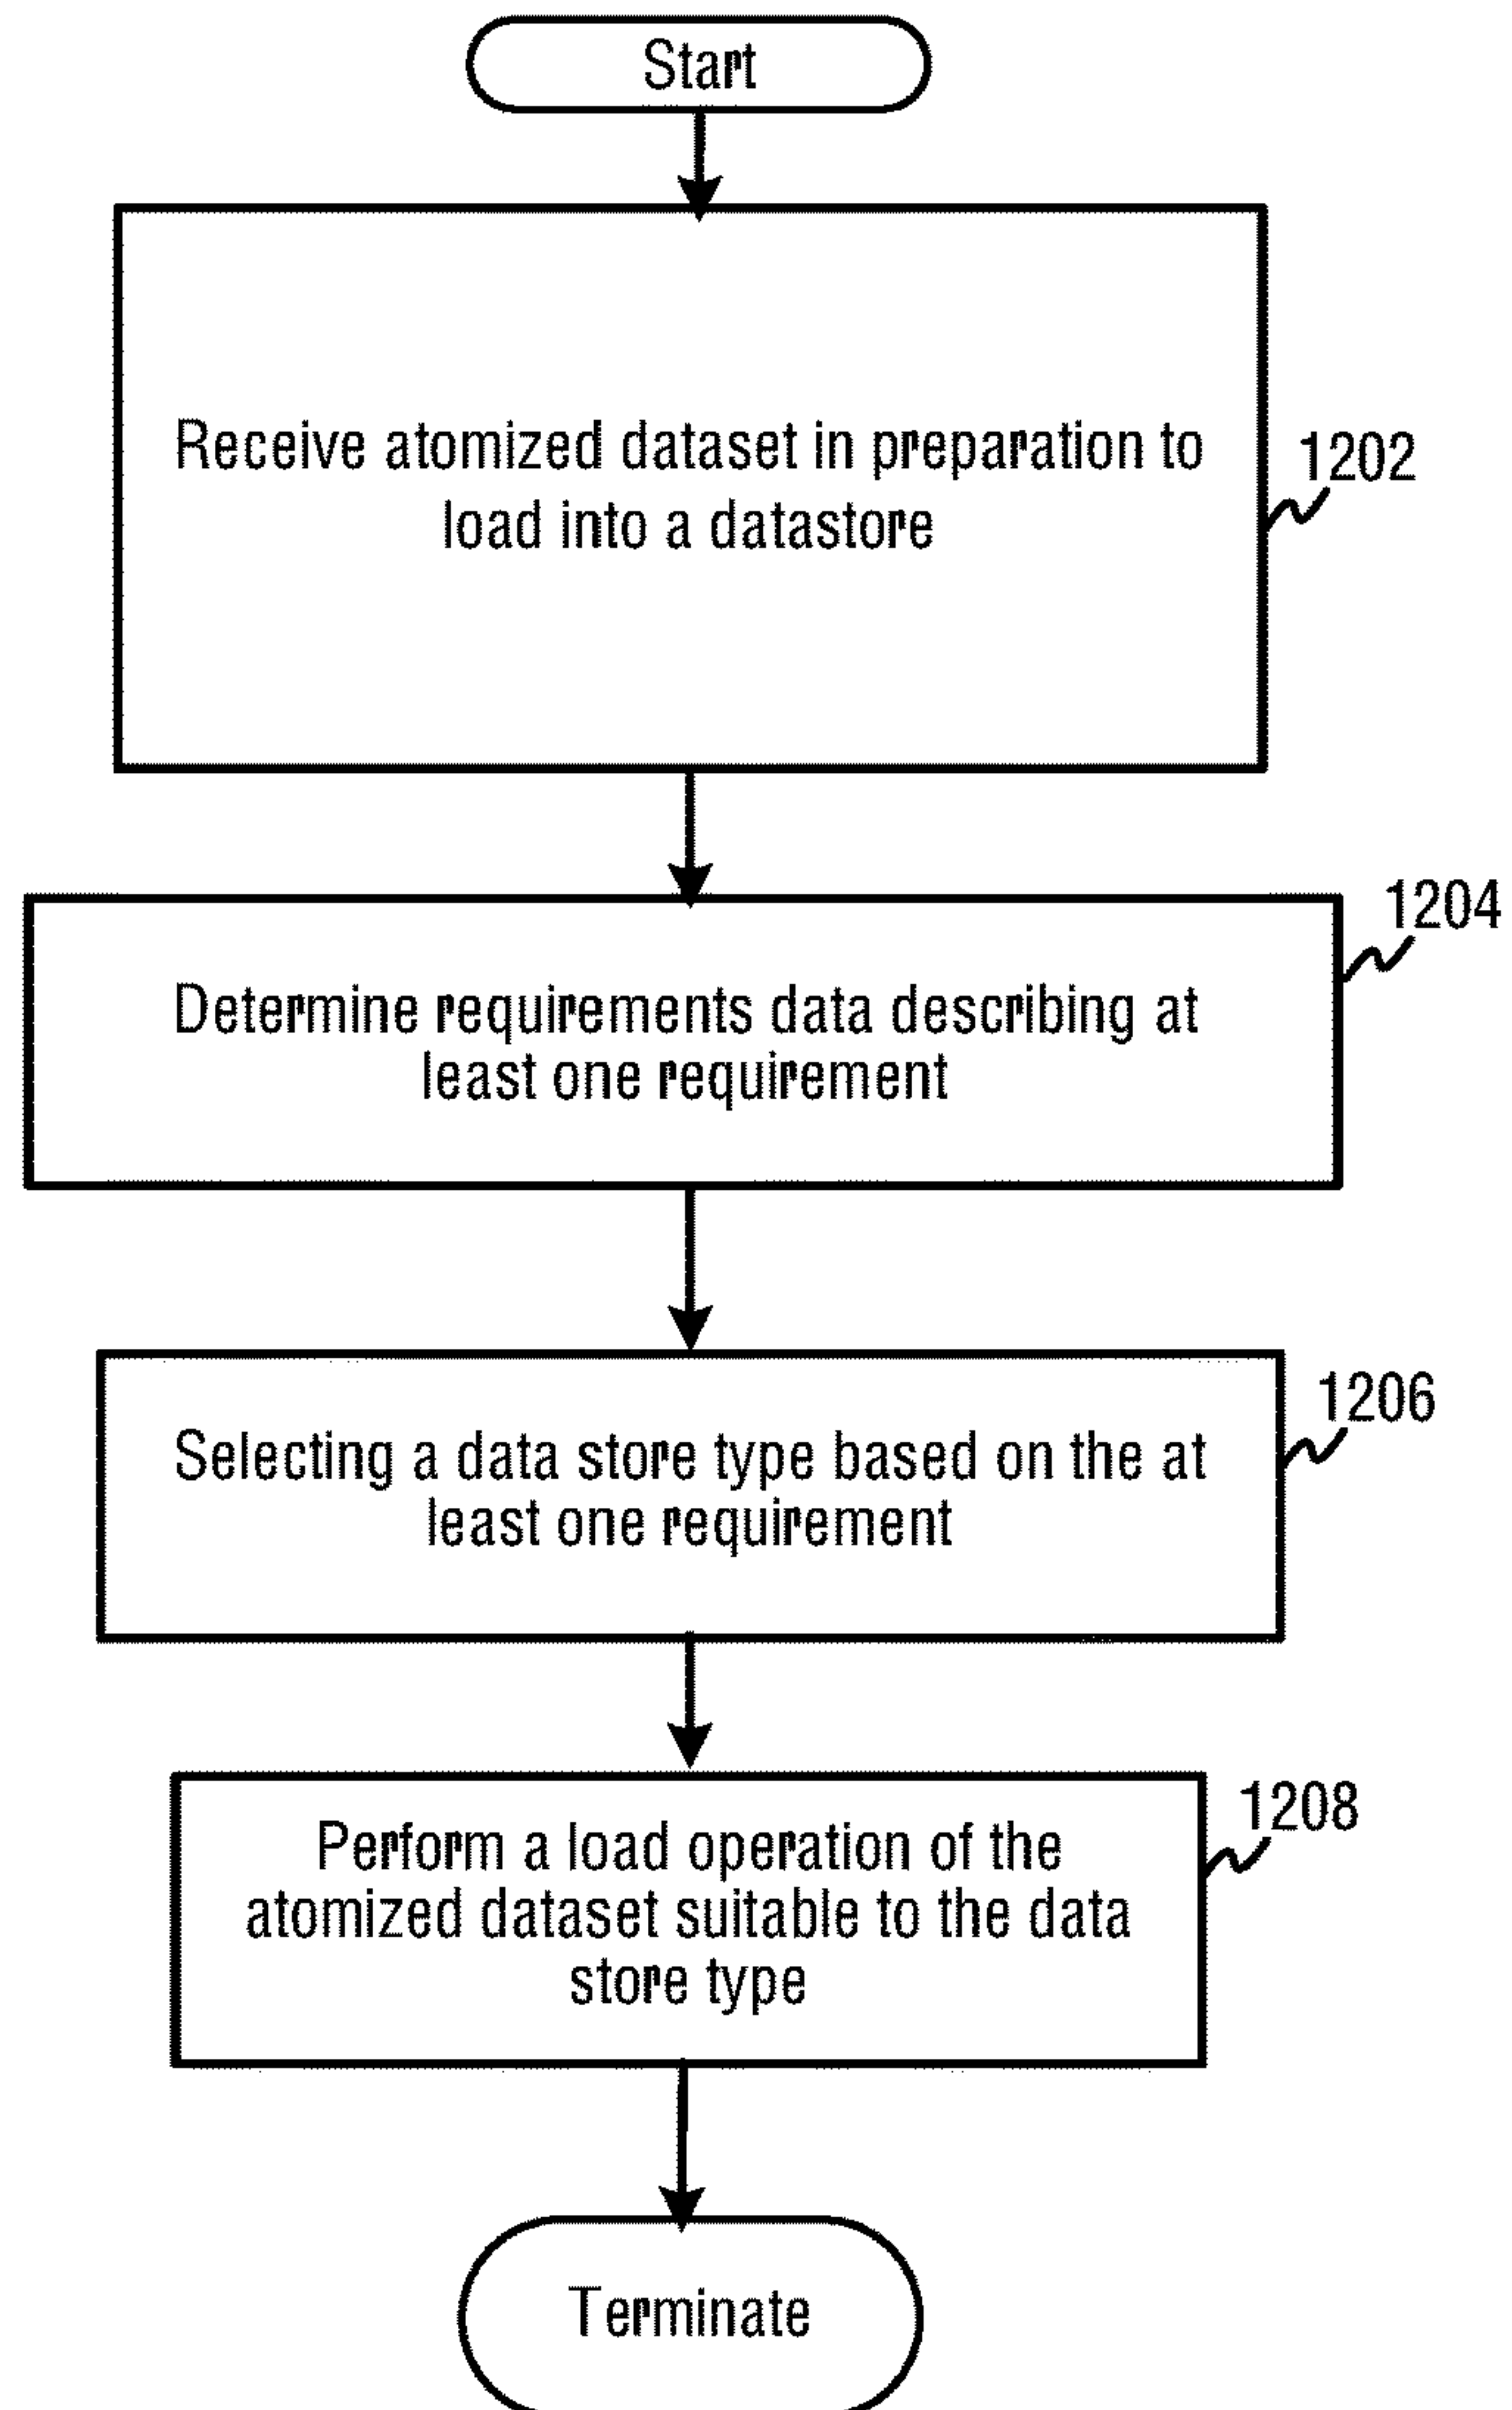 Start
Receive atomized dataset in preparation to
load into a datastore
1202
1204
Determine requirements data describing at
least one requirement
1206
Selecting a data store type based on the at
least one requirement
1208
Perform a load operation of the
atomized dataset suitable to the data
store type
Terminate